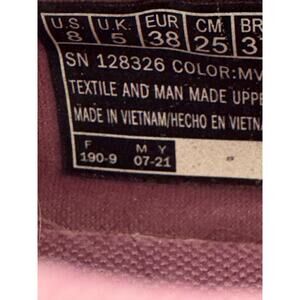 U.S. U.K. EUR CM BR
8 5 38 25 37
SN 128326 COLOR:MV
TEXTILE AND MAN MADE UPPE
MADE IN VIETNAM/HECHO EN VIETNA
F M Y
190-9 07-21